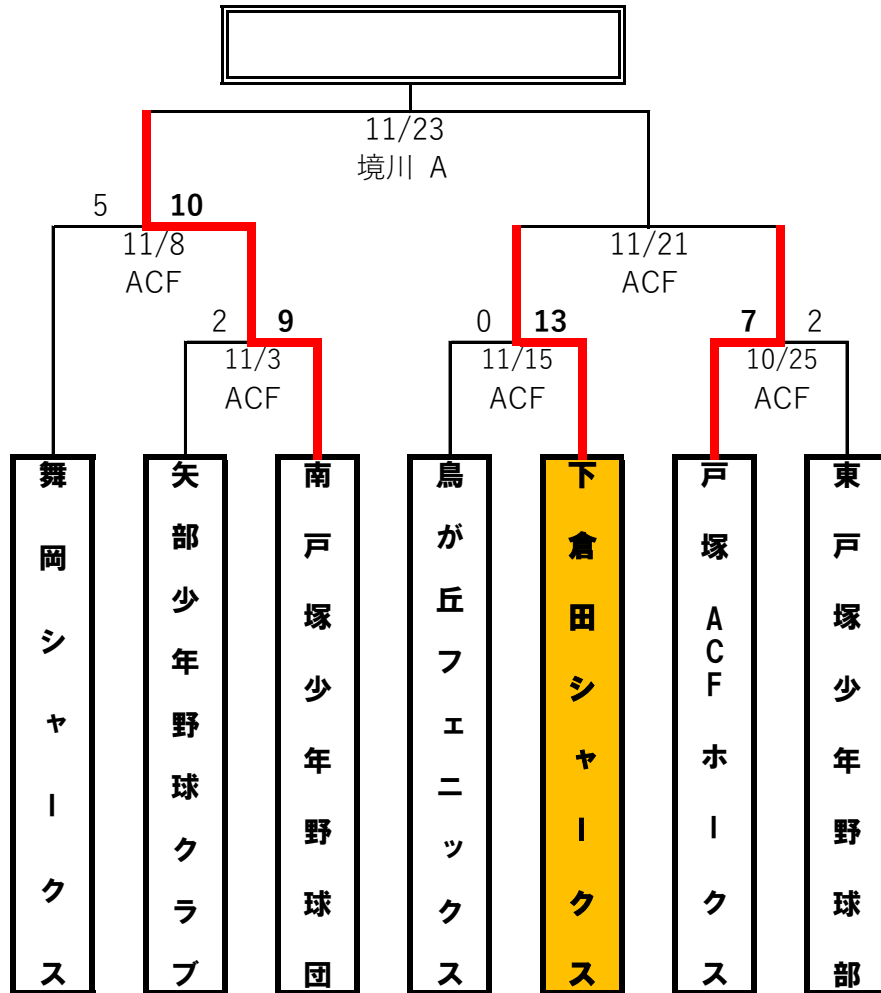 11/23
境川 A
5 10
11/8
ACF
11/21
ACF
2 9
11/3
ACF
0 13
11/15
ACF
7 2
10/25
ACF
舞岡シャークス
矢部少年野球クラブ
南戸塚少年野球団
鳥が丘フェニックス
下倉田シャークス
戸塚ACFホークス
東戸塚少年野球部